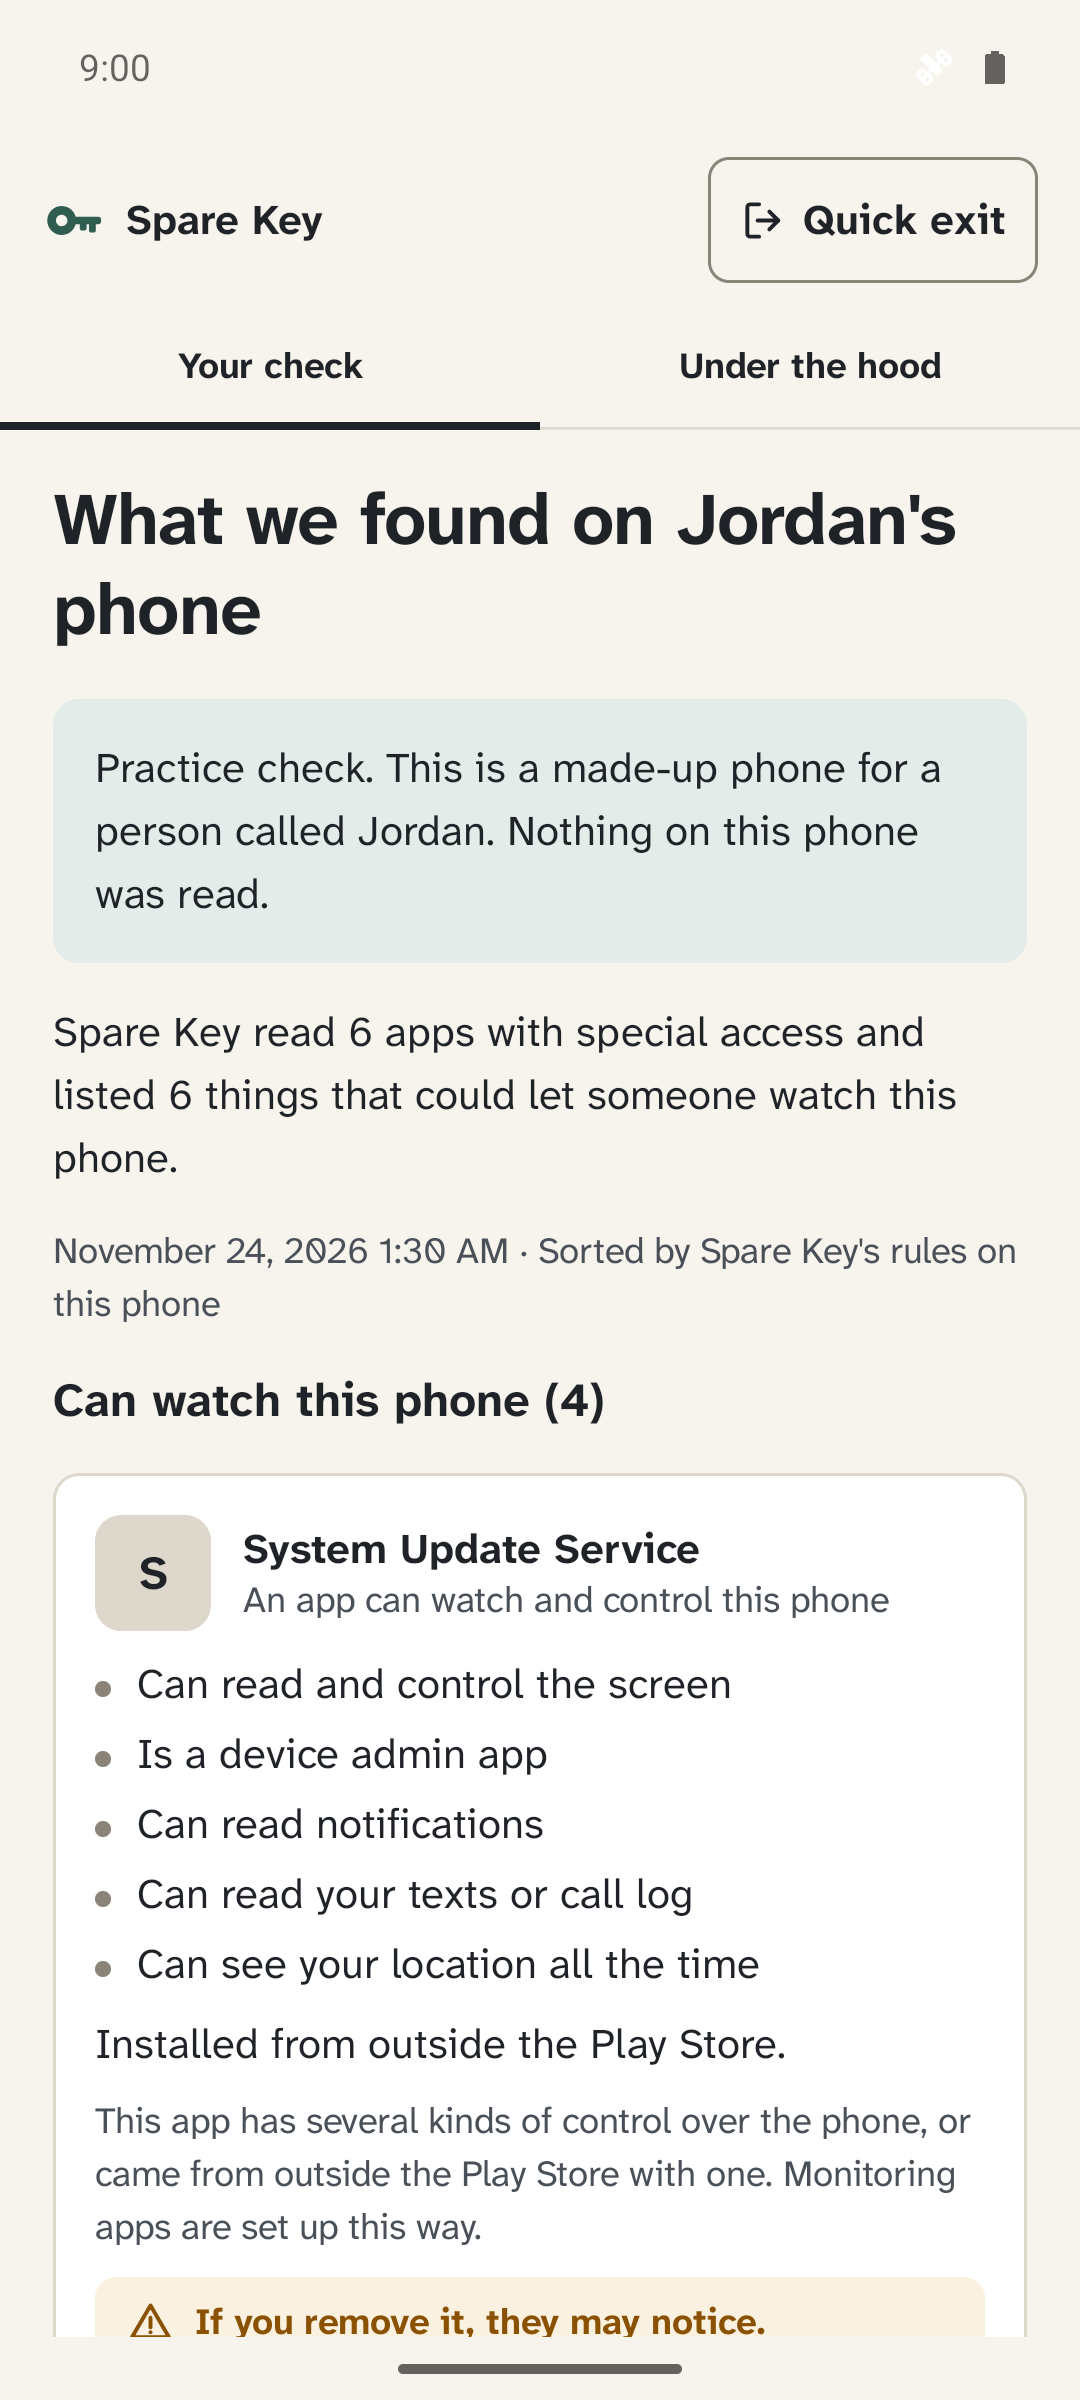 9:00
Spare Key
Quick exit
Your check
Under the hood
What we found on Jordan's
phone
Practice check. This is a made-up phone for a
person called Jordan. Nothing on this phone
was read.
Spare Key read 6 apps with special access and
listed 6 things that could let someone watch this
phone.
November 24, 2026 1:30 AM · Sorted by Spare Key's rules on
this phone
Can watch this phone (4)
S
System Update Service
An app can watch and control this phone
• Can read and control the screen
• Is a device admin app
• Can read notifications
• Can read your texts or call log
• Can see your location all the time
Installed from outside the Play Store.
This app has several kinds of control over the phone, or
came from outside the Play Store with one. Monitoring
apps are set up this way.
If you remove it, they may notice.